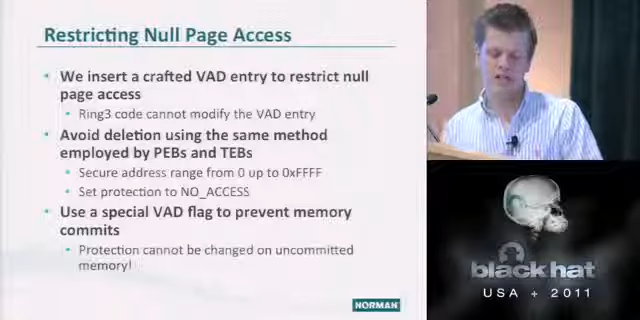 Restricting Null Page Access
• We insert a crafted VAD entry to restrict null
page access
• Ring3 code cannot modify the VAD entry
• Avoid deletion using the same method
employed by PEBs and TEBs
• Secure address range from 0 up to 0xFFFF
• Set protection to NO_ACCESS
• Use a special VAD flag to prevent memory
commits
• Protection cannot be changed on uncommitted
memory!
NORMAN
black hat
USA + 2011